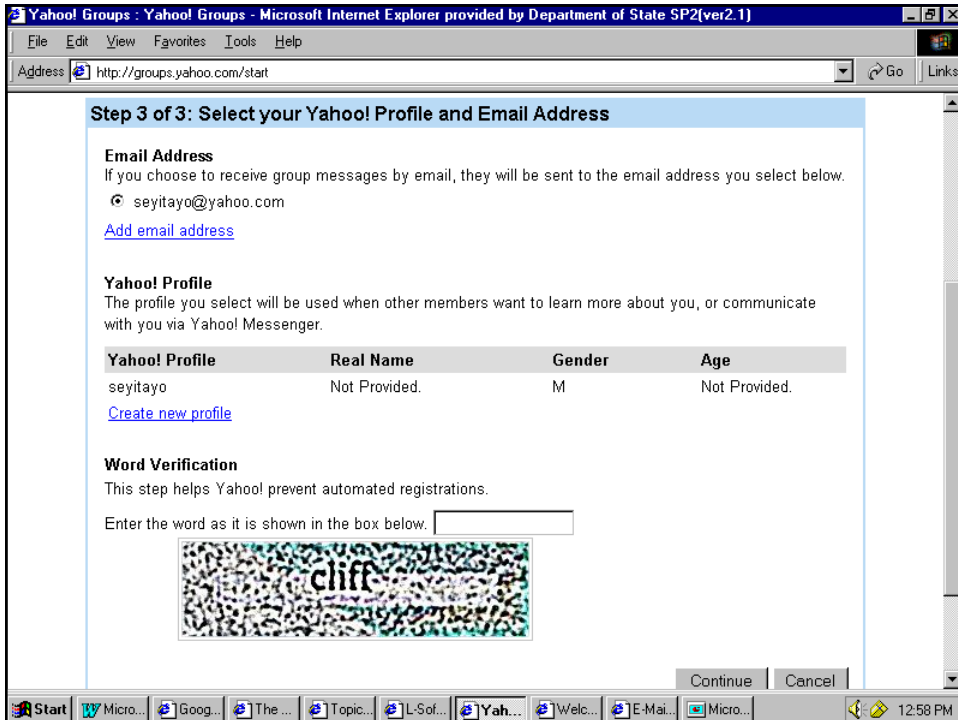 Yahoo! Groups : Yahoo! Groups - Microsoft Internet Explorer provided by Department of State SP2(ver2.1)
File Edit View Favorites Tools Help
Address http://groups.yahoo.com/start Go Links
Step 3 of 3: Select your Yahoo! Profile and Email Address
Email Address
If you choose to receive group messages by email, they will be sent to the email address you select below.
seyitayo@yahoo.com
Add email address
Yahoo! Profile
The profile you select will be used when other members want to learn more about you, or communicate
with you via Yahoo! Messenger.
Yahoo! Profile Real Name Gender Age
seyitayo Not Provided. M Not Provided.
Create new profile
Word Verification
This step helps Yahoo! prevent automated registrations.
Enter the word as it is shown in the box below.
cliff
Continue Cancel
Start Micro... Goog... The ... Topic... L-Sof... Yah... Welc... E-Mai... Micro... 12:58 PM